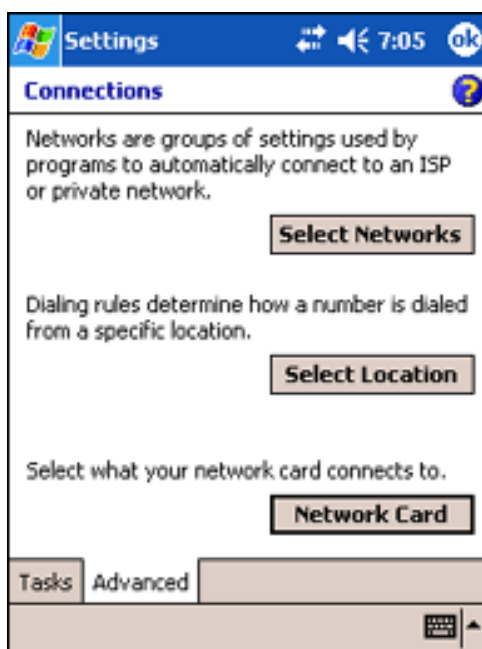 Settings 7:05 ok
Connections ?
Networks are groups of settings used by
programs to automatically connect to an ISP
or private network.
Select Networks
Dialing rules determine how a number is dialed
from a specific location.
Select Location
Select what your network card connects to.
Network Card
Tasks Advanced